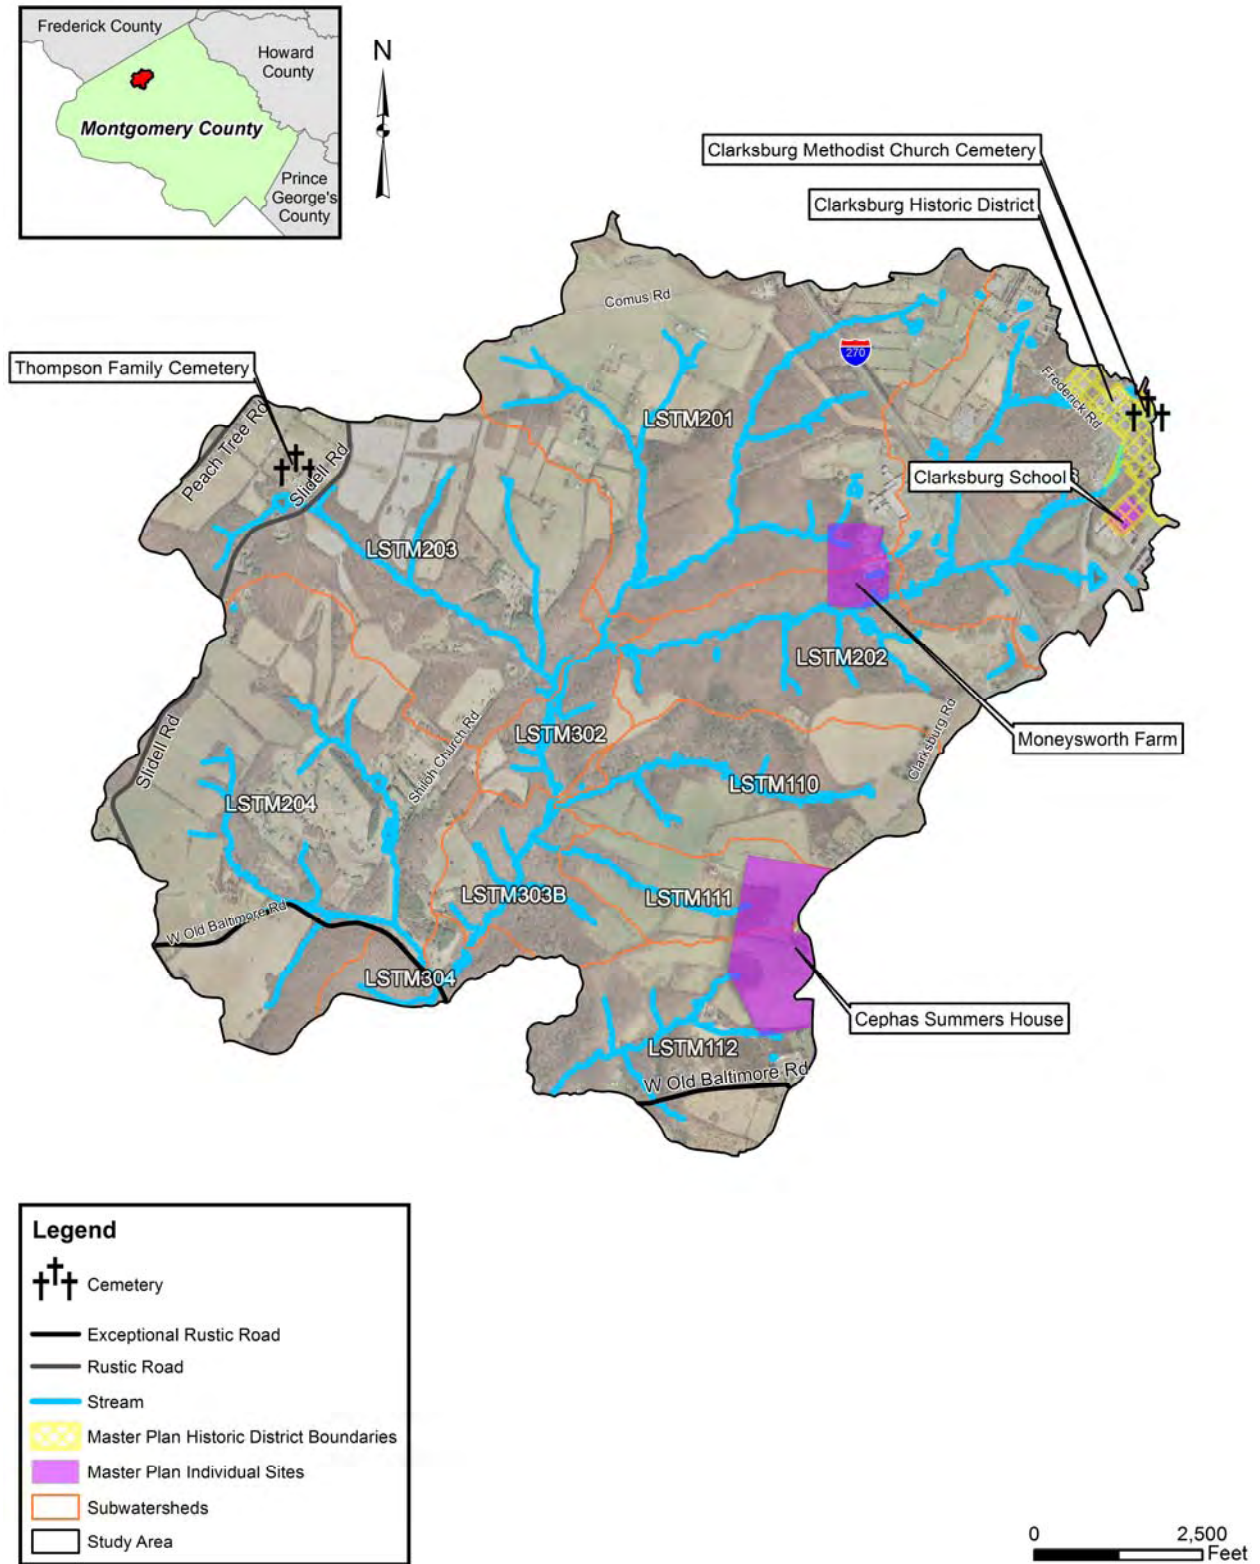 Frederick County
Howard
County
Montgomery County
Prince
George's
County
N
Clarksburg Methodist Church Cemetery
Clarksburg Historic District
Comus Rd
270
Thompson Family Cemetery
Frederick Rd
Peach Tree Rd
Slidell Rd
LSTM201
Clarksburg School
LSTM203
LSTM202
Slidell Rd
Shiloh Church Rd
LSTM302
Clarksburg Rd
Moneysworth Farm
LSTM110
LSTM204
LSTM303B
LSTM111
W Old Baltimore Rd
LSTM304
Cephas Summers House
LSTM112
W Old Baltimore Rd
Legend
Cemetery
Exceptional Rustic Road
Rustic Road
Stream
Master Plan Historic District Boundaries
Master Plan Individual Sites
Subwatersheds
Study Area
0 2,500
Feet